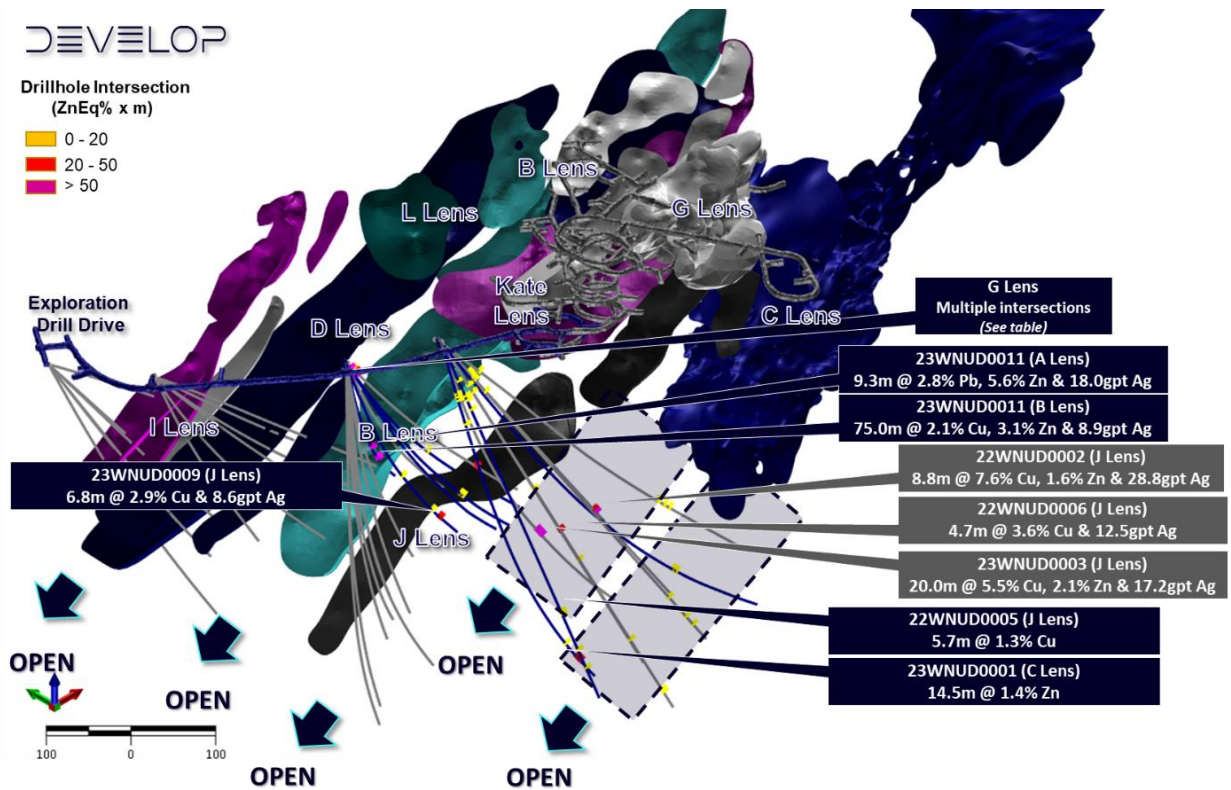 DEVELOP
Drillhole Intersection
(ZnEq% x m)
0 - 20
20 - 50
> 50
B Lens
L Lens
G Lens
Kate
Lens
C Lens
Exploration
Drill Drive
D Lens
I Lens
B Lens
J Lens
G Lens
Multiple intersections
(See table)
23WNUD0011 (A Lens)
9.3m @ 2.8% Pb, 5.6% Zn & 18.0gpt Ag
23WNUD0011 (B Lens)
75.0m @ 2.1% Cu, 3.1% Zn & 8.9gpt Ag
22WNUD0002 (J Lens)
8.8m @ 7.6% Cu, 1.6% Zn & 28.8gpt Ag
22WNUD0006 (J Lens)
4.7m @ 3.6% Cu & 12.5gpt Ag
23WNUD0003 (J Lens)
20.0m @ 5.5% Cu, 2.1% Zn & 17.2gpt Ag
22WNUD0005 (J Lens)
5.7m @ 1.3% Cu
23WNUD0001 (C Lens)
14.5m @ 1.4% Zn
23WNUD0009 (J Lens)
6.8m @ 2.9% Cu & 8.6gpt Ag
OPEN
OPEN
OPEN
OPEN
OPEN
100 0 100